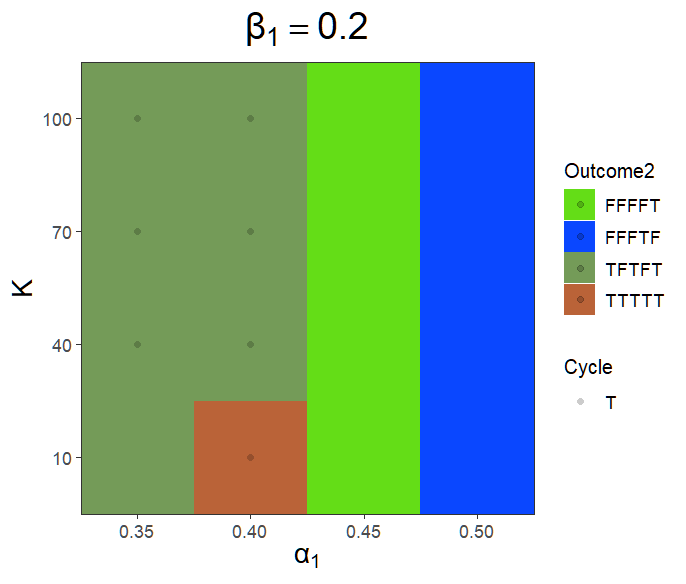 β₁ = 0.2
K
100
70
40
10
0.35 0.40 0.45 0.50
α₁
Outcome2
FFFFT
FFFTF
TFTFT
TTTTT
Cycle
T